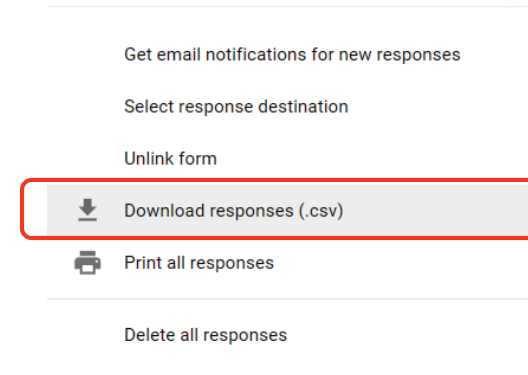 Get email notifications for new responses
Select response destination
Unlink form
Download responses (.csv)
Print all responses
Delete all responses